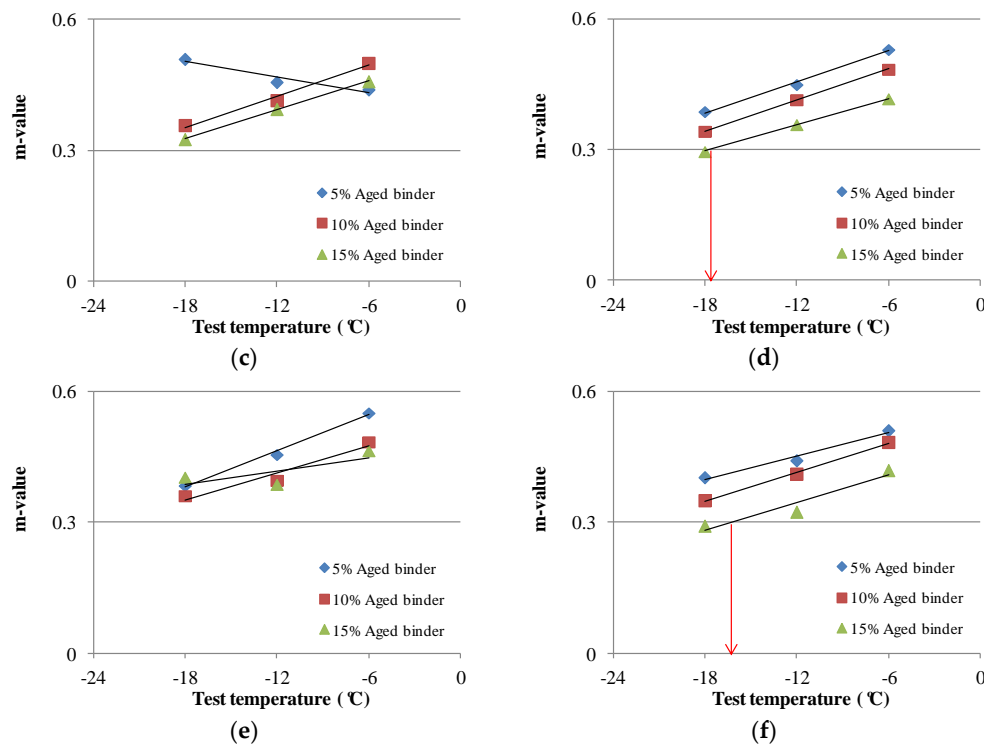 0.6
0.3
0
m-value
5% Aged binder
10% Aged binder
15% Aged binder
-24 -18 -12 -6 0
Test temperature (°C)
(c)
0.6
0.3
0
m-value
5% Aged binder
10% Aged binder
15% Aged binder
-24 -18 -12 -6 0
Test temperature (°C)
(d)
0.6
0.3
0
m-value
5% Aged binder
10% Aged binder
15% Aged binder
-24 -18 -12 -6 0
Test temperature (°C)
(e)
0.6
0.3
0
m-value
5% Aged binder
10% Aged binder
15% Aged binder
-24 -18 -12 -6 0
Test temperature (°C)
(f)